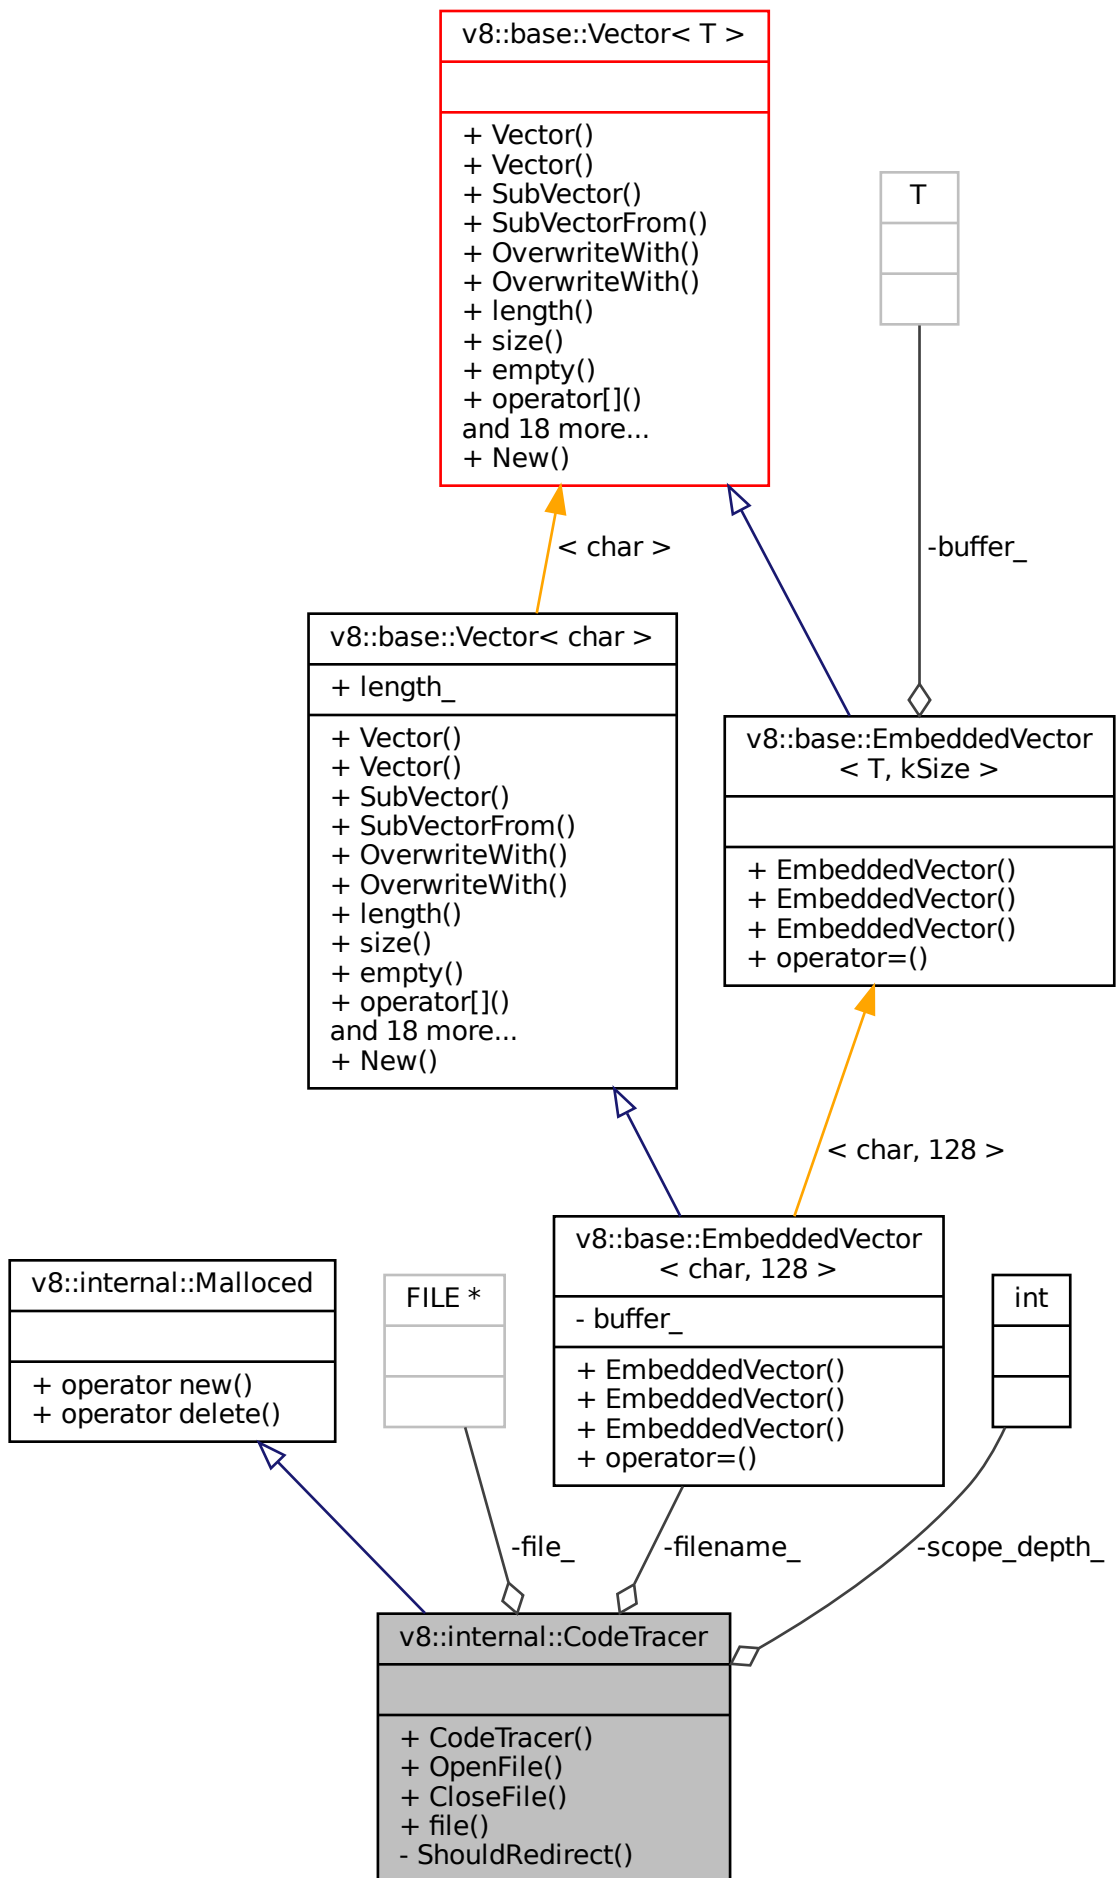 v8::base::Vector< T >
+ Vector()
+ Vector()
+ SubVector()
+ SubVectorFrom()
+ OverwriteWith()
+ OverwriteWith()
+ length()
+ size()
+ empty()
+ operator[]()
and 18 more...
+ New()
T
< char >
-buffer_
v8::base::Vector< char >
+ length_
+ Vector()
+ Vector()
+ SubVector()
+ SubVectorFrom()
+ OverwriteWith()
+ OverwriteWith()
+ length()
+ size()
+ empty()
+ operator[]()
and 18 more...
+ New()
v8::base::EmbeddedVector
< T, kSize >
+ EmbeddedVector()
+ EmbeddedVector()
+ EmbeddedVector()
+ operator=()
< char, 128 >
v8::internal::Malloced
+ operator new()
+ operator delete()
FILE *
v8::base::EmbeddedVector
< char, 128 >
- buffer_
+ EmbeddedVector()
+ EmbeddedVector()
+ EmbeddedVector()
+ operator=()
int
-file_
-filename_
-scope_depth_
v8::internal::CodeTracer
+ CodeTracer()
+ OpenFile()
+ CloseFile()
+ file()
- ShouldRedirect()